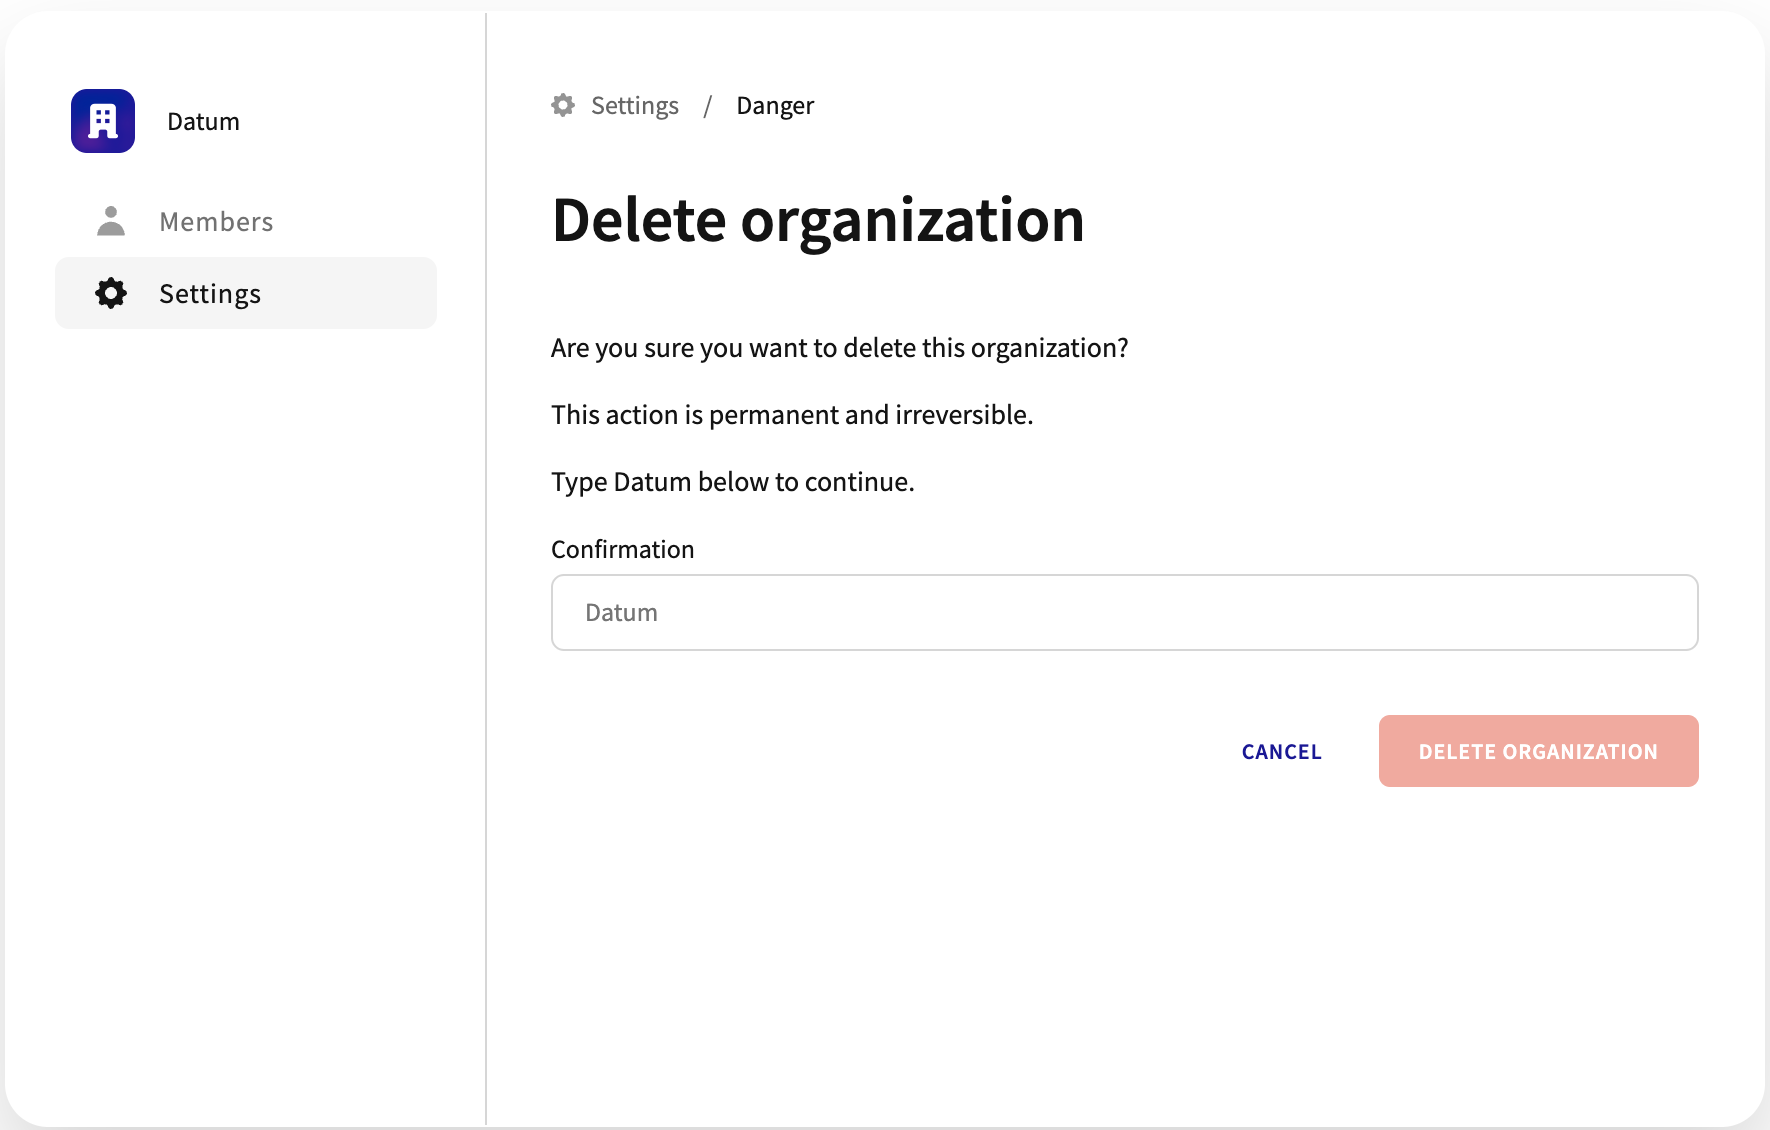 Datum
Members
Settings
Settings / Danger
Delete organization
Are you sure you want to delete this organization?
This action is permanent and irreversible.
Type Datum below to continue.
Confirmation
Datum
CANCEL
DELETE ORGANIZATION